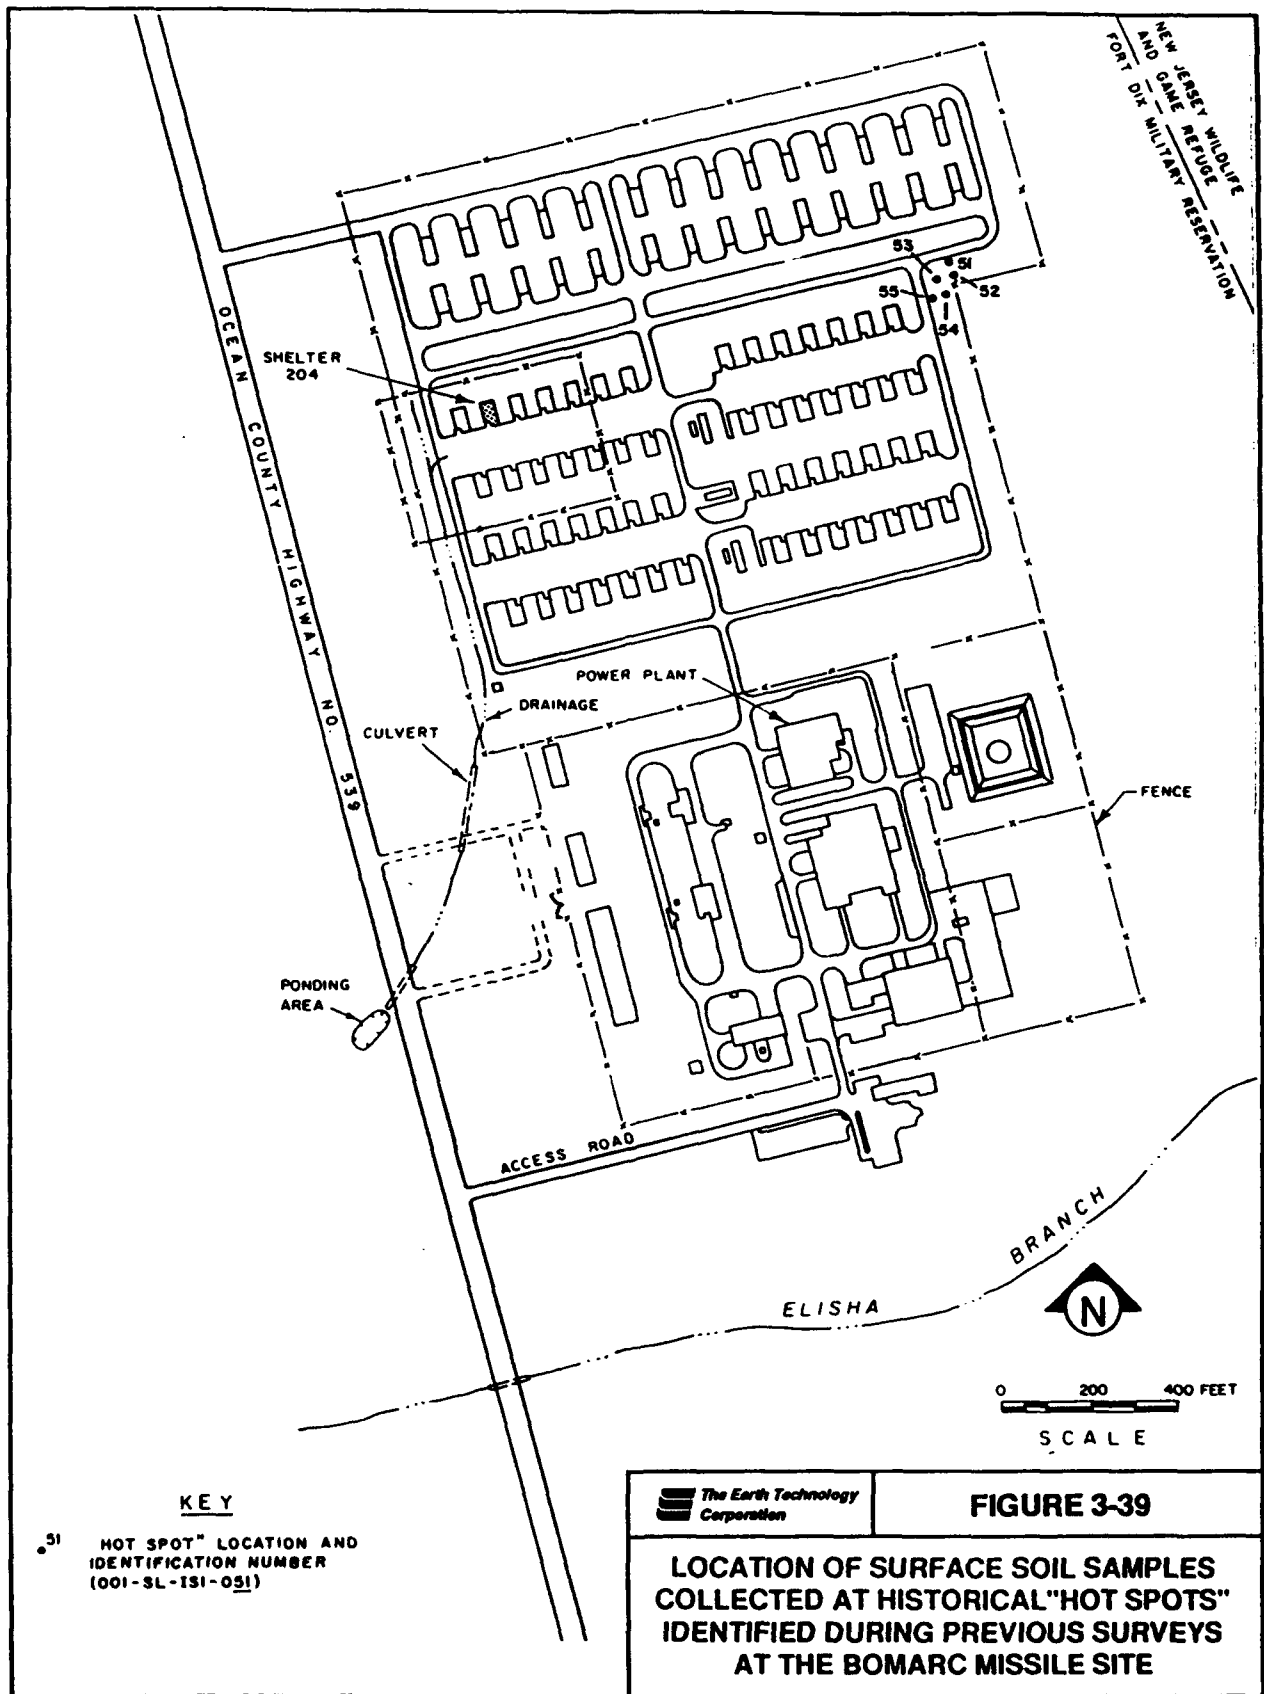 NEW JERSEY WILDLIFE
AND GAME REFUGE
FORT DIX MILITARY RESERVATION
53
51
52
55
54
OCEAN COUNTY HIGHWAY NO. 539
SHELTER
204
POWER PLANT
DRAINAGE
CULVERT
FENCE
PONDING
AREA
ACCESS ROAD
ELISHA BRANCH
N
0 200 400 FEET
SCALE
KEY
51 HOT SPOT" LOCATION AND
IDENTIFICATION NUMBER
(001-SL-ISI-051)
The Earth Technology
Corporation
FIGURE 3-39
LOCATION OF SURFACE SOIL SAMPLES
COLLECTED AT HISTORICAL"HOT SPOTS"
IDENTIFIED DURING PREVIOUS SURVEYS
AT THE BOMARC MISSILE SITE